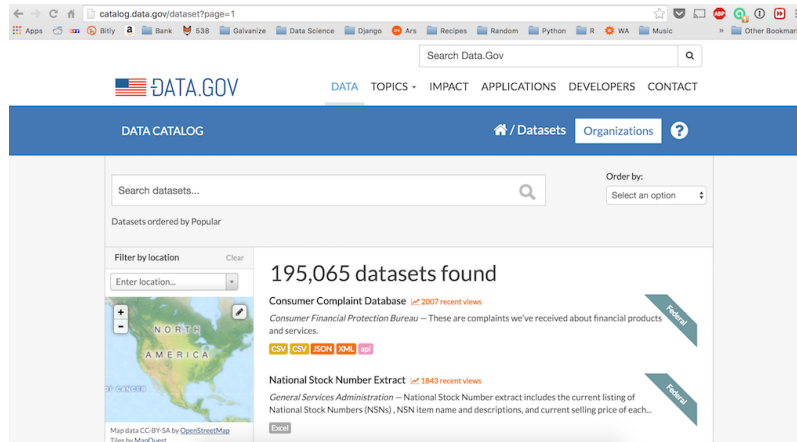 catalog.data.gov/dataset?page=1
Apps Bitly Bank 538 Galvanize Data Science Django Ars Recipes Random Python R WA Music » Other Bookmar
Search Data.Gov
DATA.GOV DATA TOPICS IMPACT APPLICATIONS DEVELOPERS CONTACT
DATA CATALOG / Datasets Organizations ?
Order by:
Search datasets... Select an option
Datasets ordered by Popular
Filter by location Clear
Enter location...
+
-
NORTH
AMERICA
OF CANCER
Map data CC-BY-SA by OpenStreetMap
Tiles by MapQuest
195,065 datasets found
Consumer Complaint Database 2007 recent views
Federal
Consumer Financial Protection Bureau — These are complaints we've received about financial products
and services.
CSV CSV JSON XML api
National Stock Number Extract 1843 recent views
Federal
General Services Administration — National Stock Number extract includes the current listing of
National Stock Numbers (NSNs) , NSN item name and descriptions, and current selling price of each...
Excel